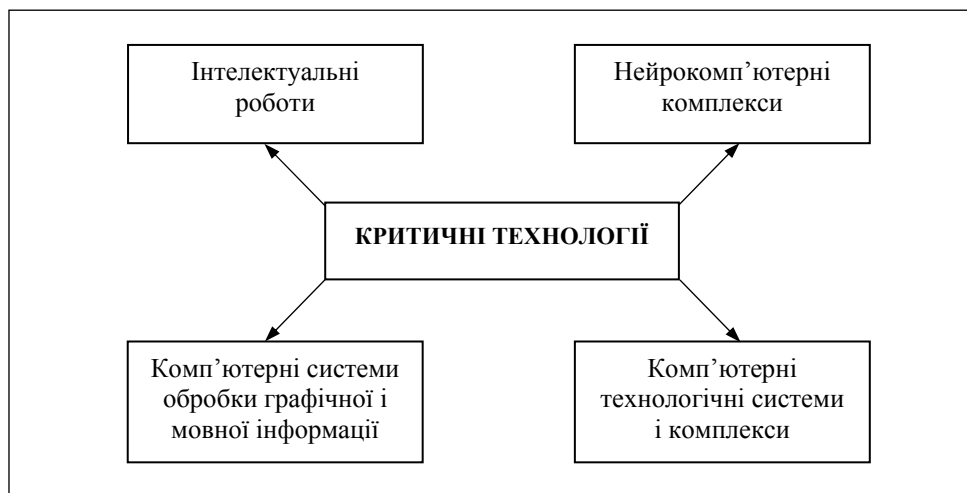 Інтелектуальні
роботи
Нейрокомп’ютерні
комплекси
КРИТИЧНІ ТЕХНОЛОГІЇ
Комп’ютерні системи
обробки графічної і
мовної інформації
Комп’ютерні
технологічні системи
і комплекси